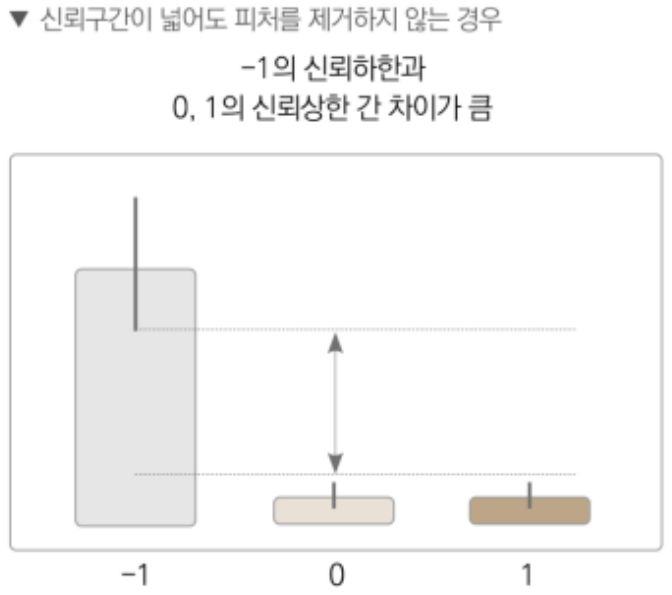 ▼ 신뢰구간이 넓어도 피처를 제거하지 않는 경우
-1의 신뢰하한과
0, 1의 신뢰상한 간 차이가 큼
-1 0 1